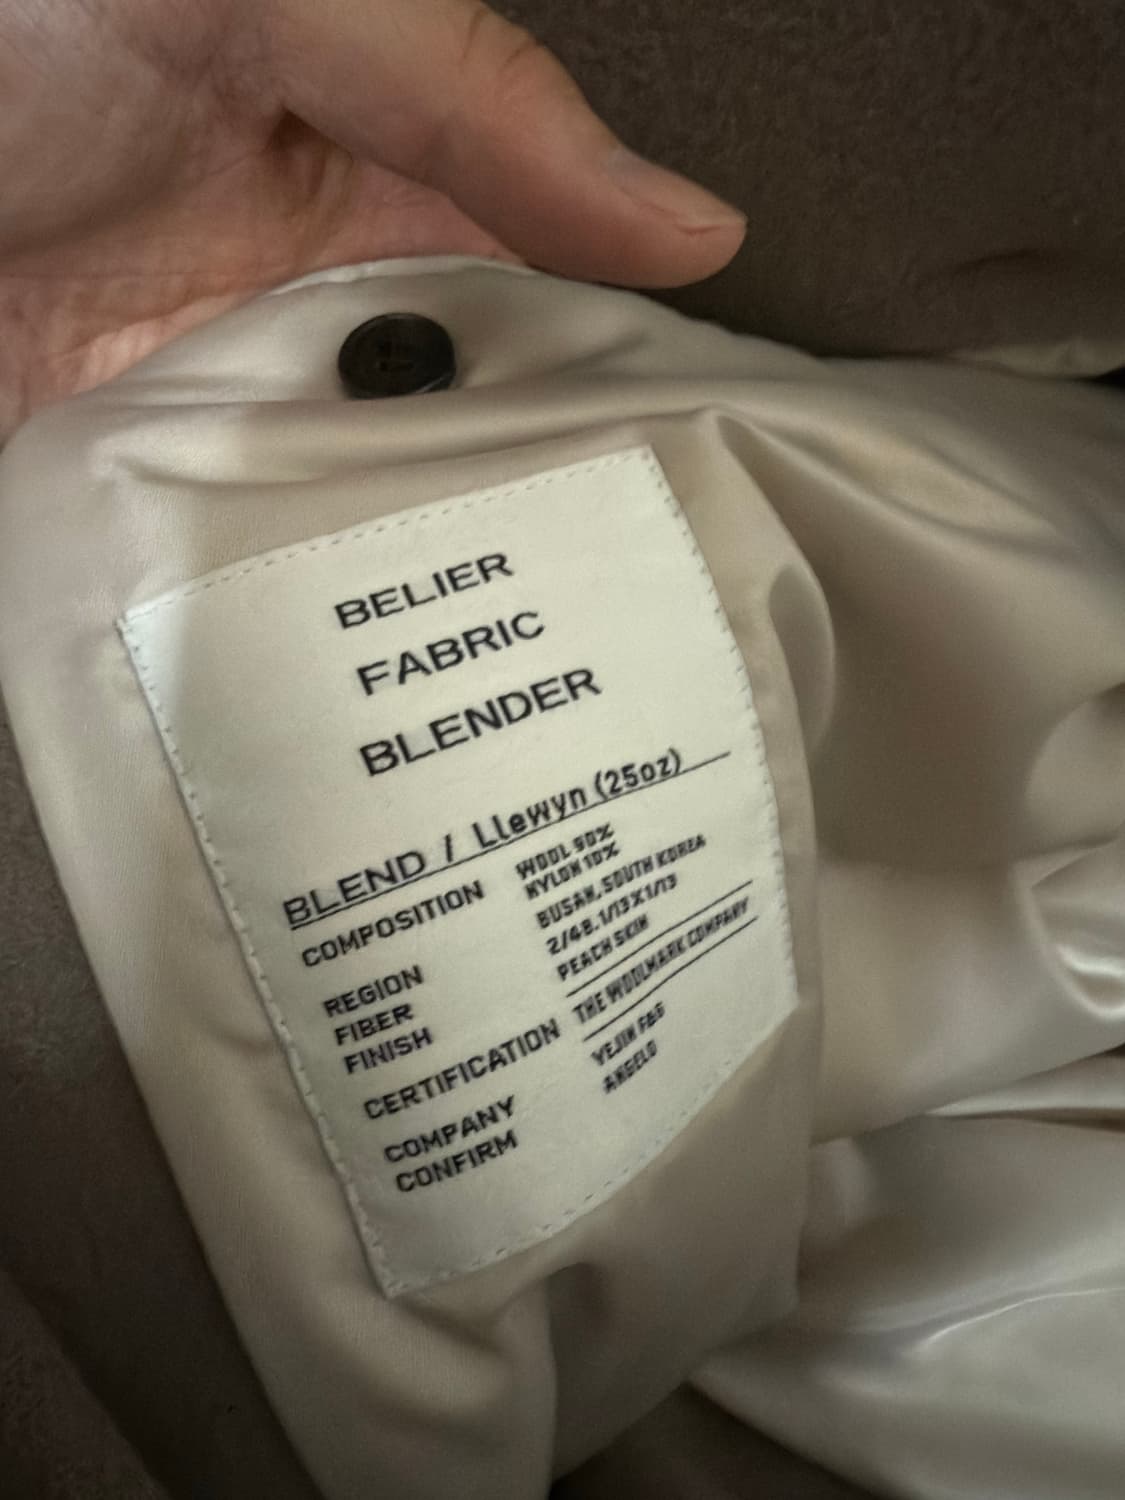 BELIER
FABRIC
BLENDER
BLEND / Llewyn (25oz)
COMPOSITION WOOL 90%
NYLON 10%
REGION BUSAN, SOUTH KOREA
FIBER 2/48.1/13X1/13
FINISH PEACH SKIN
CERTIFICATION THE WOOLMARK COMPANY
COMPANY YEJIN F&G
CONFIRM ANGELO